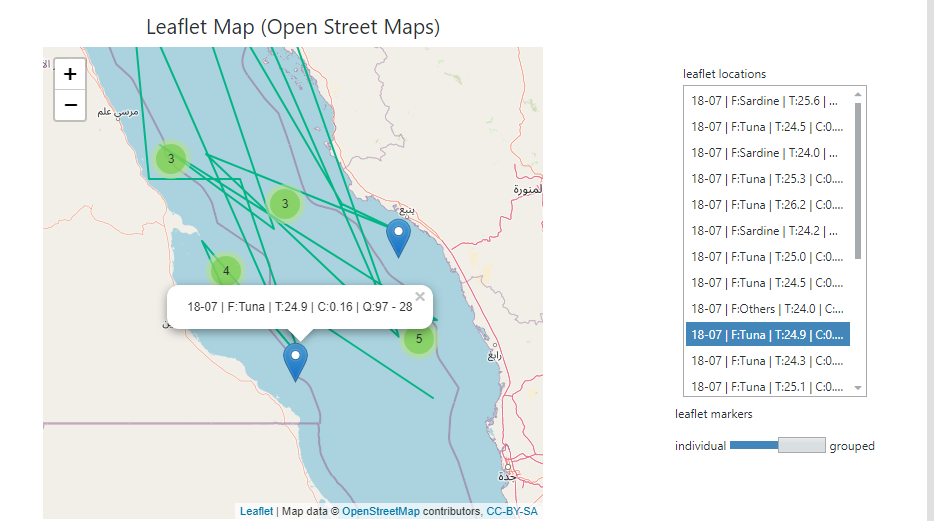 Leaflet Map (Open Street Maps)
+
−
مرسى علم
3
3
المنورة
ينبع
4
18-07 | F:Tuna | T:24.9 | C:0.16 | Q:97 - 28
×
5
رابغ
جدة
Leaflet | Map data © OpenStreetMap contributors, CC-BY-SA
leaflet locations
18-07 | F:Sardine | T:25.6 | ...
18-07 | F:Tuna | T:24.5 | C:0....
18-07 | F:Sardine | T:24.0 | ...
18-07 | F:Tuna | T:25.3 | C:0....
18-07 | F:Tuna | T:26.2 | C:0....
18-07 | F:Sardine | T:24.2 | ...
18-07 | F:Tuna | T:25.0 | C:0....
18-07 | F:Tuna | T:24.5 | C:0....
18-07 | F:Others | T:24.0 | C:...
18-07 | F:Tuna | T:24.9 | C:0....
18-07 | F:Tuna | T:24.3 | C:0....
18-07 | F:Tuna | T:25.1 | C:0....
leaflet markers
individual grouped